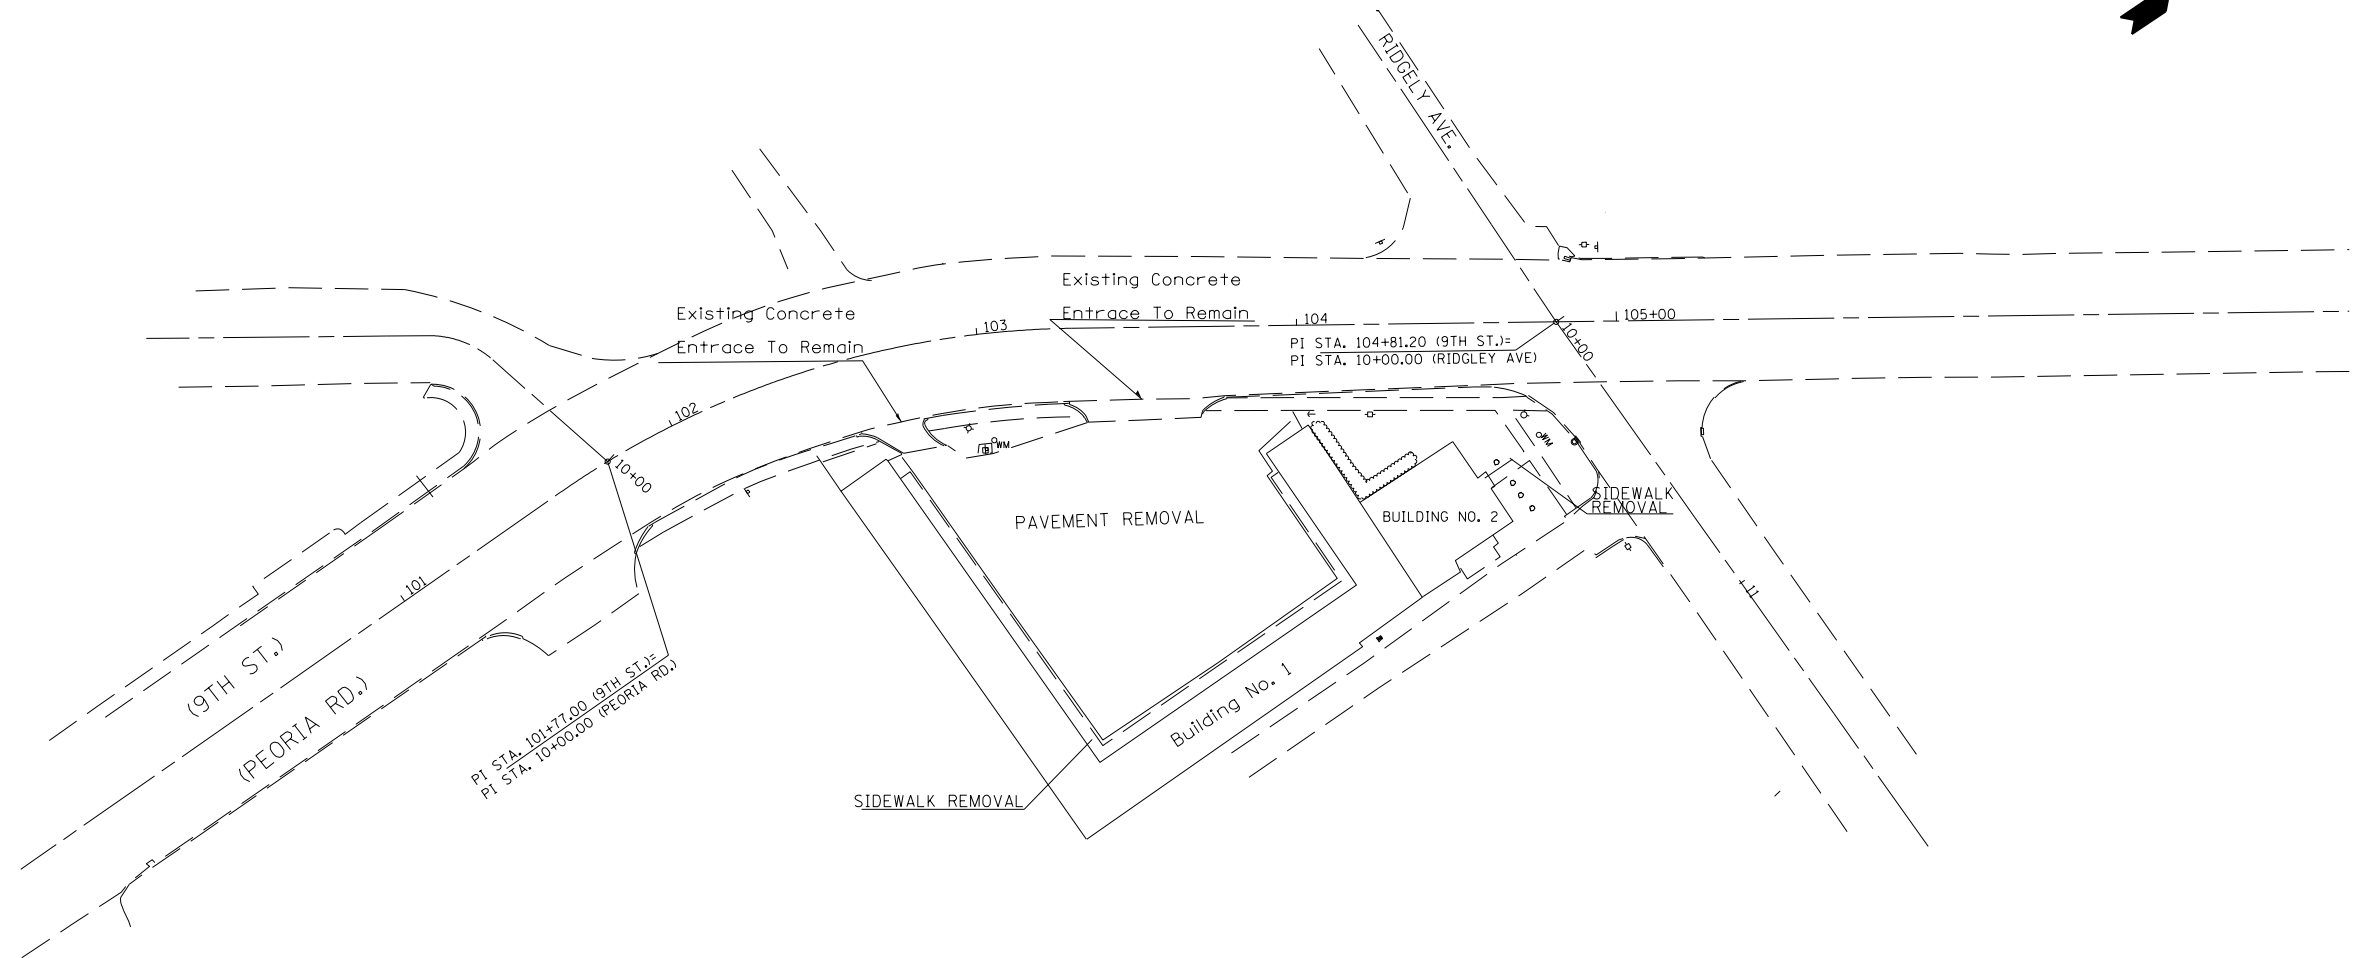 RIDGELY AVE.
Existing Concrete
Entrace To Remain
Existing Concrete
Entrace To Remain
103
104
105+00
10+00
PI STA. 104+81.20 (9TH ST.)=
PI STA. 10+00.00 (RIDGLEY AVE)
102
10+00
WM
WM
PAVEMENT REMOVAL
BUILDING NO. 2
SIDEWALK
REMOVAL
101
11
(9TH ST.)
(PEORIA RD.)
PI STA. 101+77.00 (9TH ST.)=
PI STA. 10+00.00 (PEORIA RD.)
Building No. 1
SIDEWALK REMOVAL